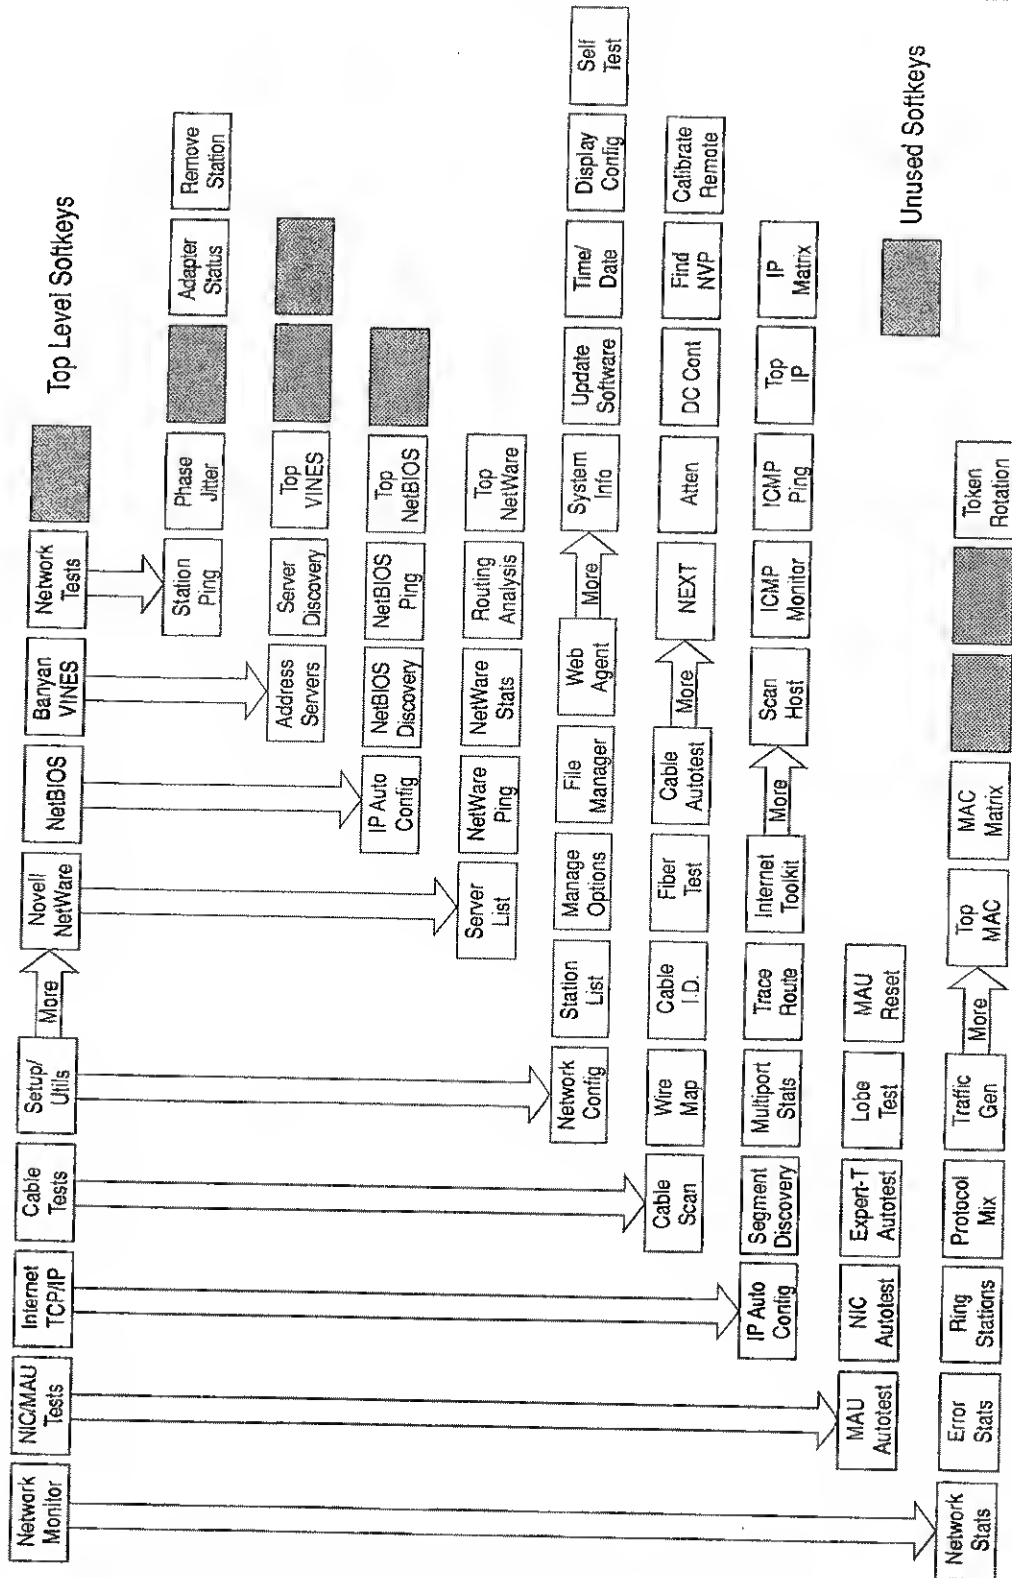 Top Level Softkeys
Network
Monitor
NIC/MAU
Tests
Internet
TCP/IP
Cable
Tests
Setup/
Utils
More
Novell
NetWare
NetBIOS
Banyan
VINES
Network
Tests
Station
Ping
Phase
Jitter
Adapter
Status
Remove
Station
Address
Servers
Server
Discovery
Top
VINES
IP Auto
Config
NetBIOS
Discovery
NetBIOS
Ping
Top
NetBIOS
Server
List
NetWare
Ping
NetWare
Stats
Routing
Analysis
Top
NetWare
Network
Config
Station
List
Manage
Options
File
Manager
Web
Agent
More
System
Info
Update
Software
Time/
Date
Display
Config
Self
Test
Cable
Scan
Wire
Map
Cable
I.D.
Fiber
Test
Cable
Autotest
More
NEXT
Atten
DC Cont
Find
NVP
Calibrate
Remote
IP Auto
Config
Segment
Discovery
Multiport
Stats
Trace
Route
Internet
Toolkit
More
Scan
Host
ICMP
Monitor
ICMP
Ping
Top
IP
IP
Matrix
MAU
Autotest
NIC
Autotest
Expert-T
Autotest
Lobe
Test
MAU
Reset
Unused Softkeys
Network
Stats
Error
Stats
Ring
Stations
Protocol
Mix
Traffic
Gen
More
Top
MAC
MAC
Matrix
Token
Rotation